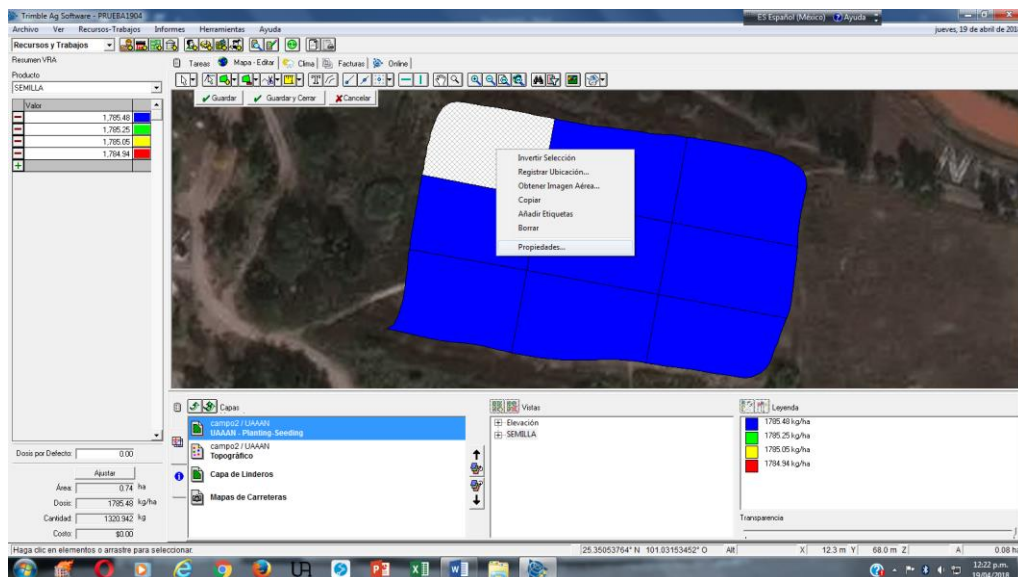 Trimble Ag Software - PRUEBA1904
ES Español (México) Ayuda
Archivo Ver Recursos-Trabajos Informes Mantenimiento Ayuda
jueves, 19 de abril de 201
Recursos y Trabajos
Resumen VRA
Tareas Mapa - Editar Clima Facturas Online
Producto
SEMILLA
Guardar Guardar y Cerrar Cancelar
Valor
1,785.48
1,785.25
1,785.05
1,784.94
Invertir Selección
Registrar Ubicación...
Obtener Imagen Aérea...
Copiar
Añadir Etiquetas
Borrar
Propiedades...
Capas
campo2 / UAAAN
UAAAN - Planting-Seeding
campo2 / UAAAN
Topográfico
Capa de Linderos
Mapas de Carreteras
Vistas
Elevación
SEMILLA
Leyenda
1785.48 kg/ha
1785.25 kg/ha
1785.05 kg/ha
1784.94 kg/ha
Transparencia
Dosis por Defecto: 0.00
Ajustar
Área: 0.74 ha
Dosis: 1785.48 kg/ha
Cantidad: 1320.942 kg
Costo: $0.00
Haga clic en elementos o arrastre para seleccionar.
25.35053764° N 101.03153452° O Alt X 12.3 m Y 68.0 m Z A 0.08 h
12:22 p.m.
19/04/2018